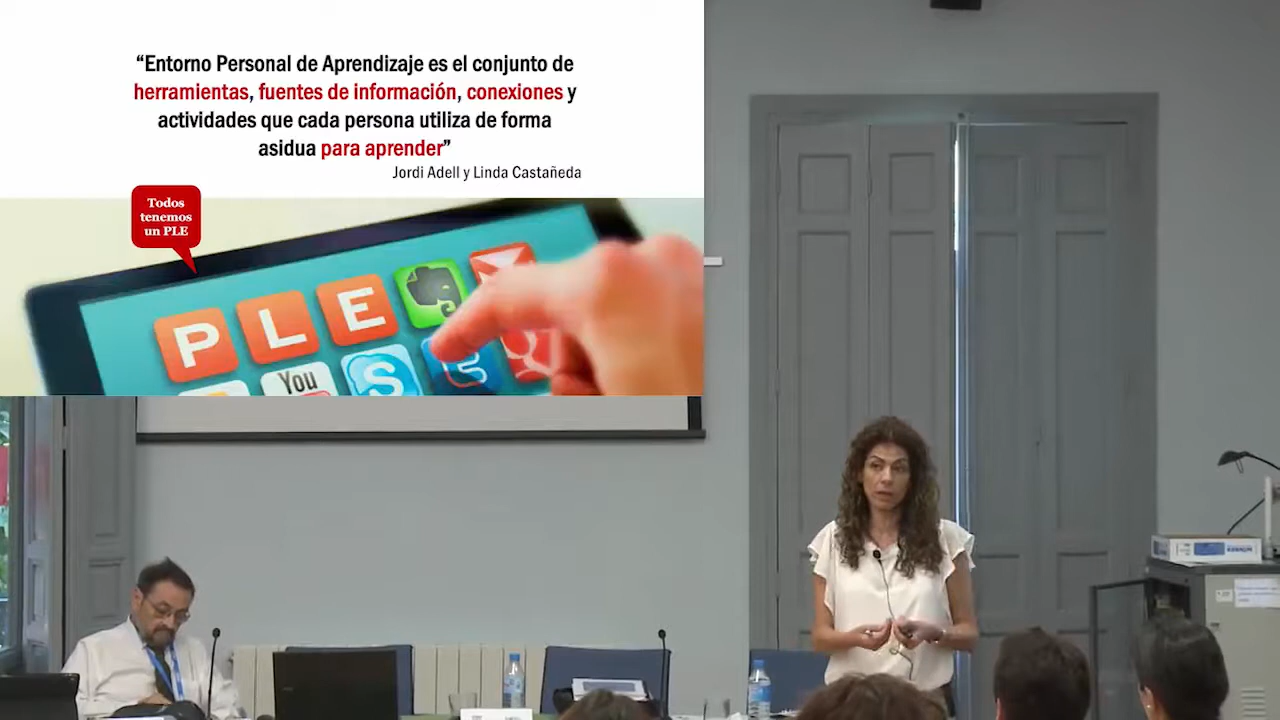 “Entorno Personal de Aprendizaje es el conjunto de
herramientas, fuentes de información, conexiones y
actividades que cada persona utiliza de forma
asidua para aprender”
Jordi Adell y Linda Castañeda
Todos
tenemos
un PLE
P L E
You
S